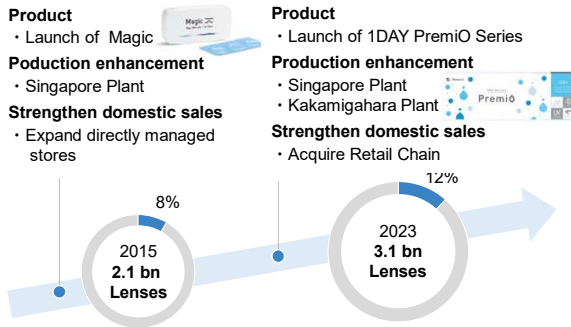 Product
・Launch of Magic
Poduction enhancement
・Singapore Plant
Strengthen domestic sales
・Expand directly managed
stores
Product
・Launch of 1DAY PremiO Series
Production enhancement
・Singapore Plant
・Kakamigahara Plant
Strengthen domestic sales
・Acquire Retail Chain
Magic
PremiO
8%
2015
2.1 bn
Lenses
12%
2023
3.1 bn
Lenses